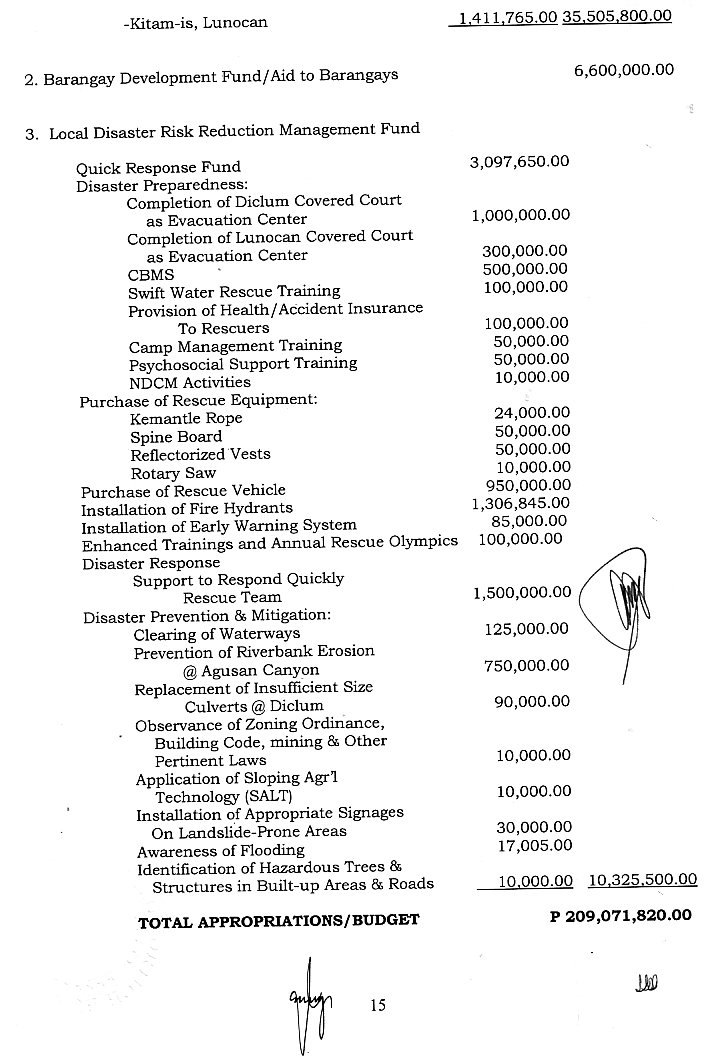 -Kitam-is, Lunocan 1,411,765.00 35,505,800.00
2. Barangay Development Fund/Aid to Barangays 6,600,000.00
3. Local Disaster Risk Reduction Management Fund
Quick Response Fund 3,097,650.00
Disaster Preparedness:
Completion of Diclum Covered Court
as Evacuation Center 1,000,000.00
Completion of Lunocan Covered Court
as Evacuation Center 300,000.00
CBMS 500,000.00
Swift Water Rescue Training 100,000.00
Provision of Health/Accident Insurance
To Rescuers 100,000.00
Camp Management Training 50,000.00
Psychosocial Support Training 50,000.00
NDCM Activities 10,000.00
Purchase of Rescue Equipment:
Kemantle Rope 24,000.00
Spine Board 50,000.00
Reflectorized Vests 50,000.00
Rotary Saw 10,000.00
Purchase of Rescue Vehicle 950,000.00
Installation of Fire Hydrants 1,306,845.00
Installation of Early Warning System 85,000.00
Enhanced Trainings and Annual Rescue Olympics 100,000.00
Disaster Response
Support to Respond Quickly
Rescue Team 1,500,000.00
Disaster Prevention & Mitigation:
Clearing of Waterways 125,000.00
Prevention of Riverbank Erosion
@ Agusan Canyon 750,000.00
Replacement of Insufficient Size
Culverts @ Diclum 90,000.00
Observance of Zoning Ordinance,
Building Code, mining & Other
Pertinent Laws 10,000.00
Application of Sloping Agr'l
Technology (SALT) 10,000.00
Installation of Appropriate Signages
On Landslide-Prone Areas 30,000.00
Awareness of Flooding 17,005.00
Identification of Hazardous Trees &
Structures in Built-up Areas & Roads 10,000.00 10,325,500.00
TOTAL APPROPRIATIONS/BUDGET P 209,071,820.00
15